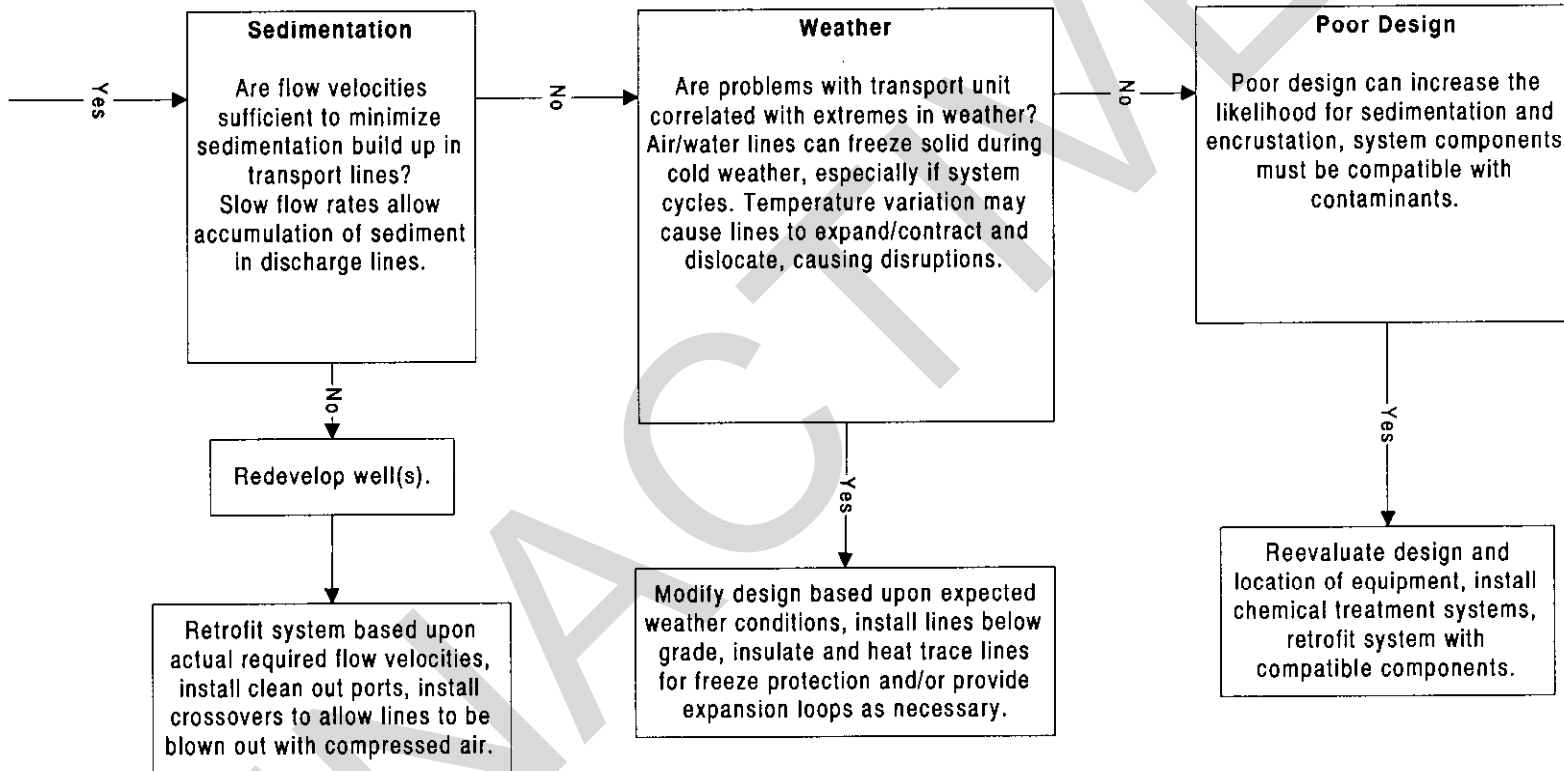 Yes
Sedimentation
Are flow velocities
sufficient to minimize
sedimentation build up in
transport lines?
Slow flow rates allow
accumulation of sediment
in discharge lines.
No
Weather
Are problems with transport unit
correlated with extremes in weather?
Air/water lines can freeze solid during
cold weather, especially if system
cycles. Temperature variation may
cause lines to expand/contract and
dislocate, causing disruptions.
No
Poor Design
Poor design can increase the
likelihood for sedimentation and
encrustation, system components
must be compatible with
contaminants.
No
Redevelop well(s).
Retrofit system based upon
actual required flow velocities,
install clean out ports, install
crossovers to allow lines to be
blown out with compressed air.
Yes
Modify design based upon expected
weather conditions, install lines below
grade, insulate and heat trace lines
for freeze protection and/or provide
expansion loops as necessary.
Yes
Reevaluate design and
location of equipment, install
chemical treatment systems,
retrofit system with
compatible components.
NACTIVE